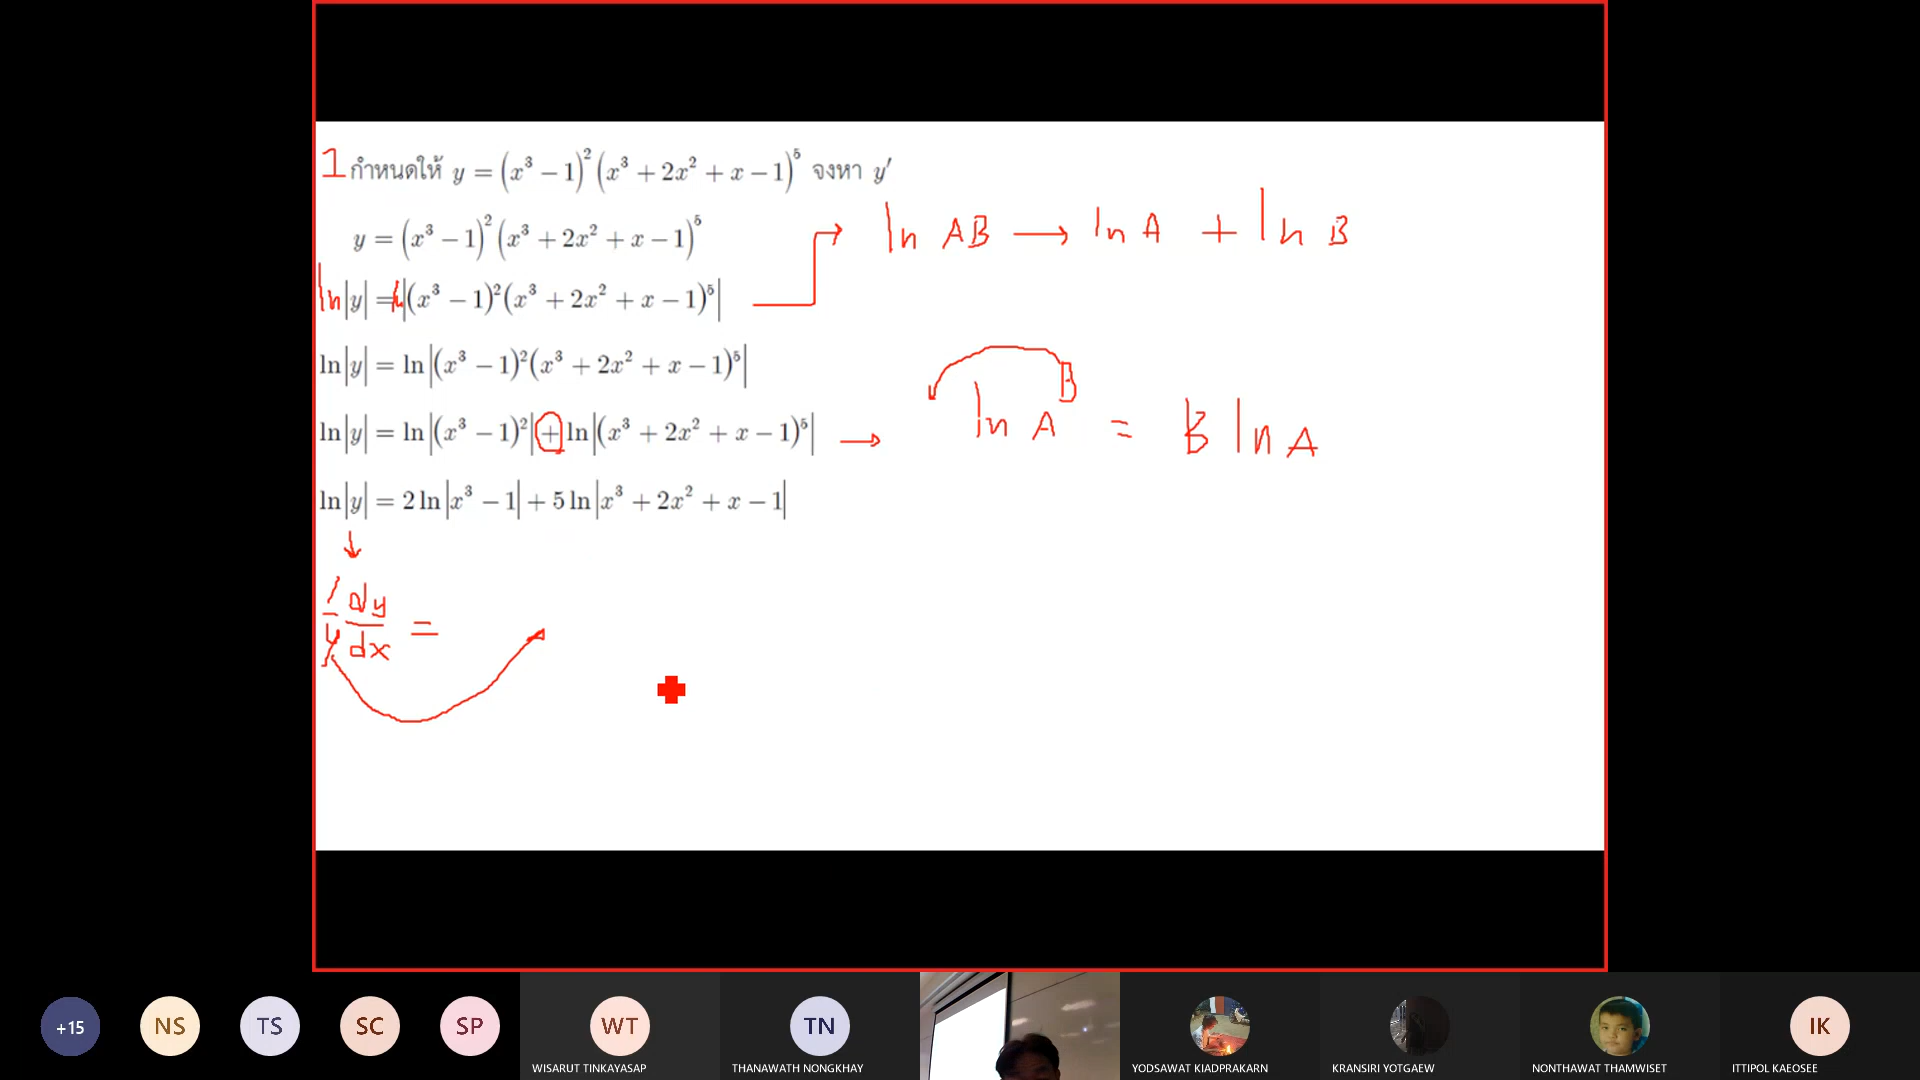 1 กำหนดให้ y = (x³ − 1)² (x³ + 2x² + x − 1)⁵ จงหา y′
y = (x³ − 1)² (x³ + 2x² + x − 1)⁵
ln AB → ln A + ln B
ln|y| = |(x³ − 1)²(x³ + 2x² + x − 1)⁵|
ln|y| = ln|(x³ − 1)²(x³ + 2x² + x − 1)⁵|
ln|y| = ln|(x³ − 1)²| + ln|(x³ + 2x² + x − 1)⁵| → ln Aᴮ = B ln A
ln|y| = 2 ln|x³ − 1| + 5 ln|x³ + 2x² + x − 1|
1/y dy/dx =
+15 NS TS SC SP WT TN IK
WISARUT TINKAYASAP THANAWATH NONGKHAY YODSAWAT KIADPRAKARN KRANSIRI YOTGAEW NONTHAWAT THAMWISET ITTIPOL KAEOSEE